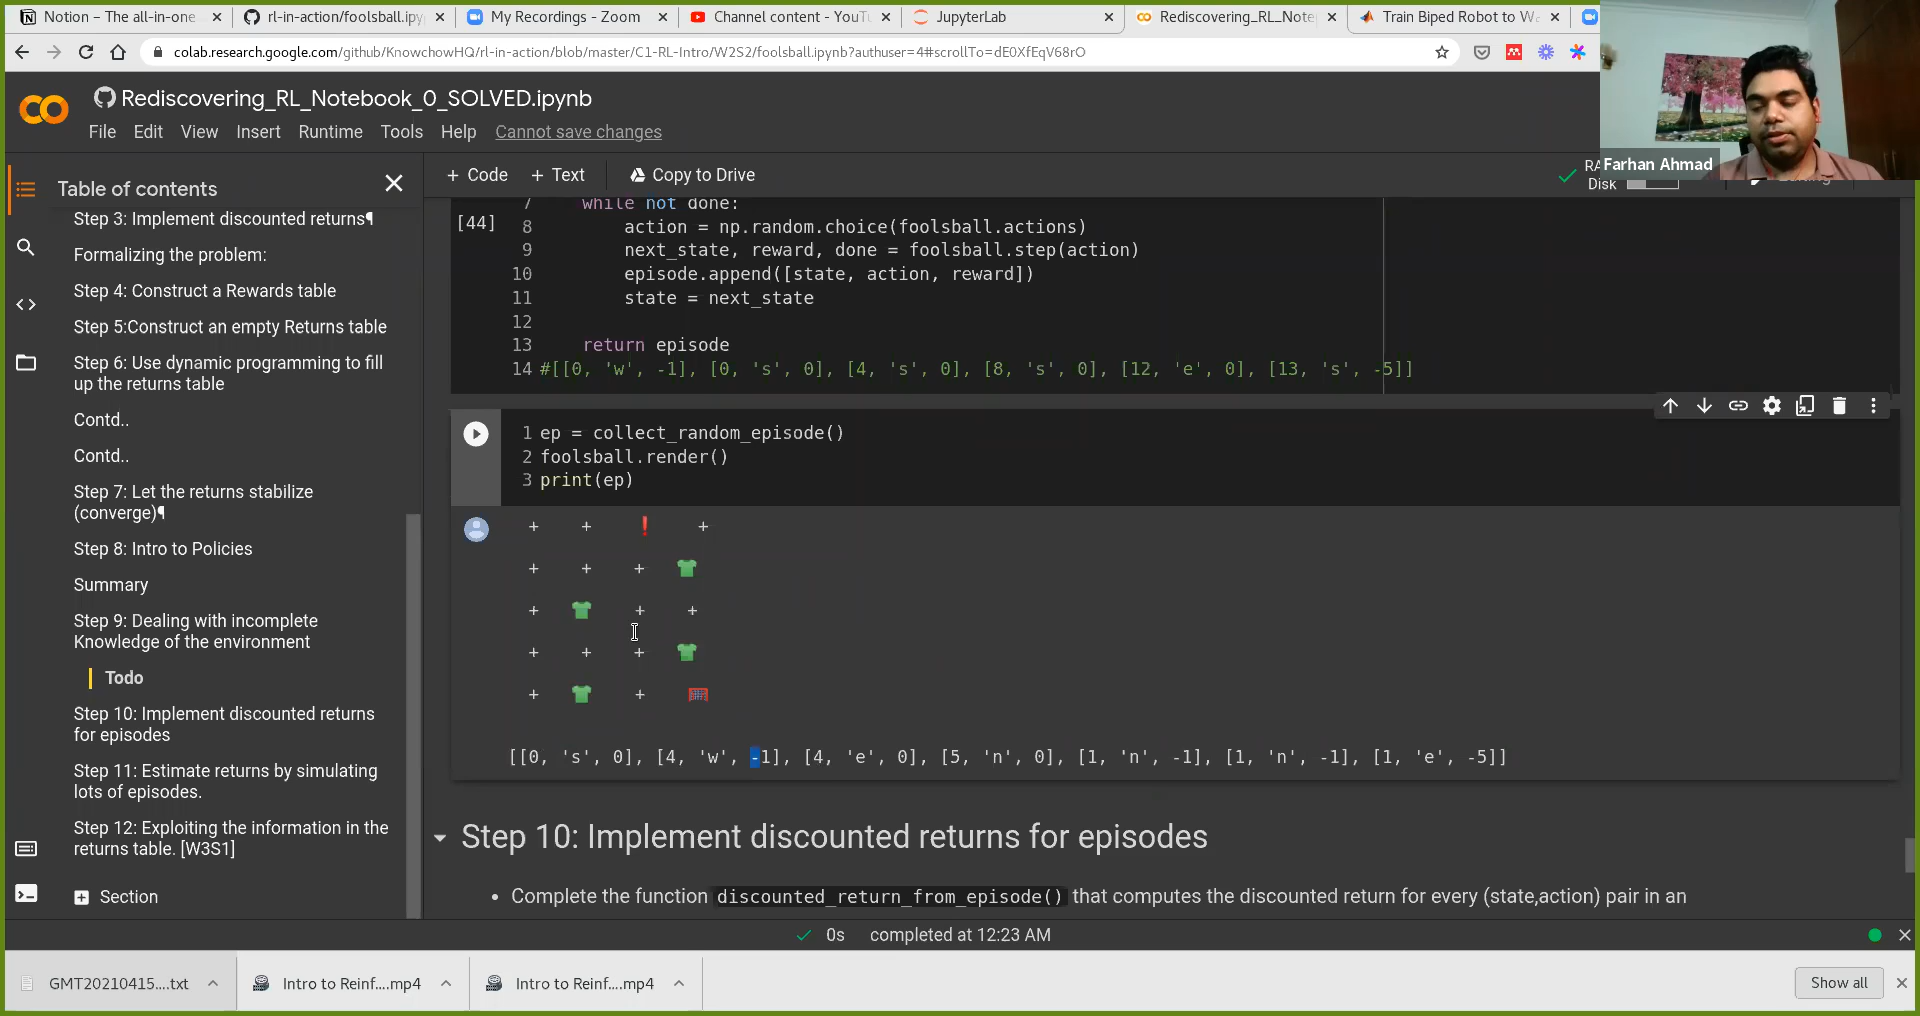 Notion – The all-in-one
rl-in-action/foolsball.ipy
My Recordings - Zoom
Channel content - YouT
JupyterLab
Rediscovering_RL_Note
Train Biped Robot to Wa
colab.research.google.com/github/KnowchowHQ/rl-in-action/blob/master/C1-RL-Intro/W2S2/foolsball.ipynb?authuser=4#scrollTo=dE0XfEqV68rO
Rediscovering_RL_Notebook_0_SOLVED.ipynb
File Edit View Insert Runtime Tools Help Cannot save changes
Farhan Ahmad
+ Code + Text Copy to Drive
Disk
Table of contents
Step 3: Implement discounted returns¶
Formalizing the problem:
Step 4: Construct a Rewards table
Step 5:Construct an empty Returns table
Step 6: Use dynamic programming to fill
up the returns table
Contd..
Contd..
Step 7: Let the returns stabilize
(converge)¶
Step 8: Intro to Policies
Summary
Step 9: Dealing with incomplete
Knowledge of the environment
Todo
Step 10: Implement discounted returns
for episodes
Step 11: Estimate returns by simulating
lots of episodes.
Step 12: Exploiting the information in the
returns table. [W3S1]
Section
[44]
7 while not done:
8 action = np.random.choice(foolsball.actions)
9 next_state, reward, done = foolsball.step(action)
10 episode.append([state, action, reward])
11 state = next_state
12
13 return episode
14 #[[0, 'w', -1], [0, 's', 0], [4, 's', 0], [8, 's', 0], [12, 'e', 0], [13, 's', -5]]
1 ep = collect_random_episode()
2 foolsball.render()
3 print(ep)
+ + ❗ +
+ + + 👕
+ 👕 + +
+ + + 👕
+ 👕 + 🥅
[[0, 's', 0], [4, 'w', -1], [4, 'e', 0], [5, 'n', 0], [1, 'n', -1], [1, 'n', -1], [1, 'e', -5]]
Step 10: Implement discounted returns for episodes
• Complete the function discounted_return_from_episode() that computes the discounted return for every (state,action) pair in an
0s completed at 12:23 AM
GMT20210415....txt
Intro to Reinf....mp4
Intro to Reinf....mp4
Show all